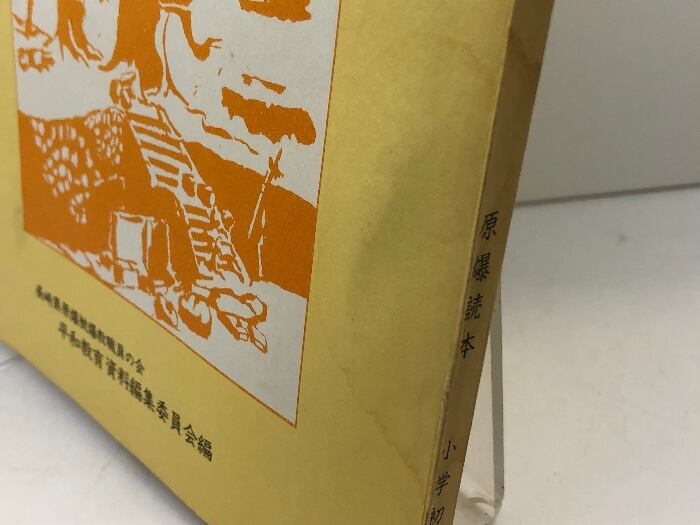 長崎県原爆被爆教職員の会
平和教育資料編集委員会編
原爆読本 小学初